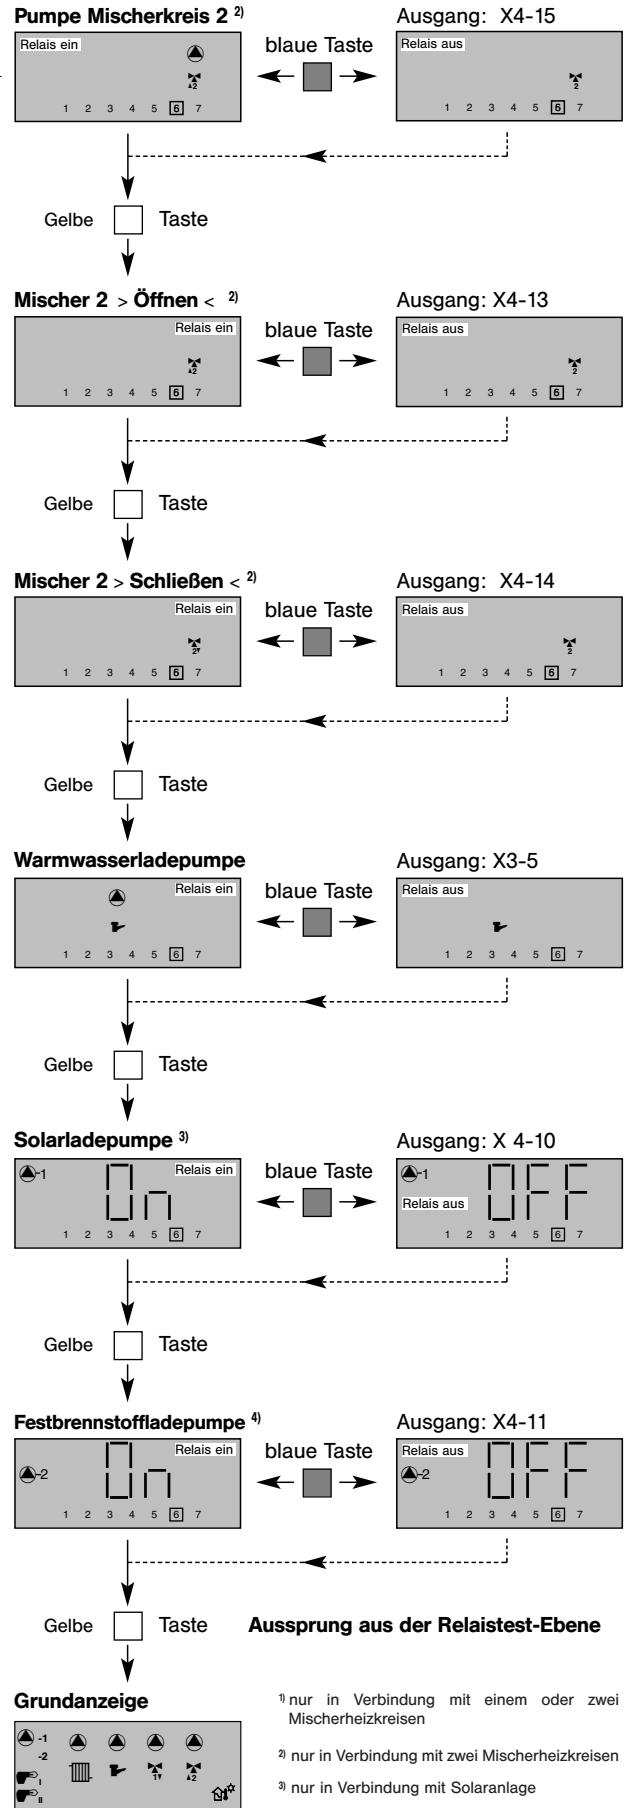 Pumpe Mischerkreis 2 2)
Ausgang: X4-15
Relais ein
blaue Taste
Relais aus
2
2
1 2 3 4 5 6 7
1 2 3 4 5 6 7
Gelbe Taste
Mischer 2 > Öffnen < 2)
Ausgang: X4-13
Relais ein
blaue Taste
Relais aus
2
2
1 2 3 4 5 6 7
1 2 3 4 5 6 7
Gelbe Taste
Mischer 2 > Schließen < 2)
Ausgang: X4-14
Relais ein
blaue Taste
Relais aus
2
2
1 2 3 4 5 6 7
1 2 3 4 5 6 7
Gelbe Taste
Warmwasserladepumpe
Ausgang: X3-5
Relais ein
blaue Taste
Relais aus
1 2 3 4 5 6 7
1 2 3 4 5 6 7
Gelbe Taste
Solarladepumpe 3)
Ausgang: X 4-10
-1 On Relais ein
blaue Taste
-1 OFF
Relais aus
1 2 3 4 5 6 7
1 2 3 4 5 6 7
Gelbe Taste
Festbrennstoffladepumpe 4)
Ausgang: X4-11
On Relais ein
-2
blaue Taste
Relais aus OFF
-2
1 2 3 4 5 6 7
1 2 3 4 5 6 7
Gelbe Taste
Aussprung aus der Relaistest-Ebene
Grundanzeige
-1
-2
I
II
1
2
1) nur in Verbindung mit einem oder zwei
Mischerheizkreisen
2) nur in Verbindung mit zwei Mischerheizkreisen
3) nur in Verbindung mit Solaranlage